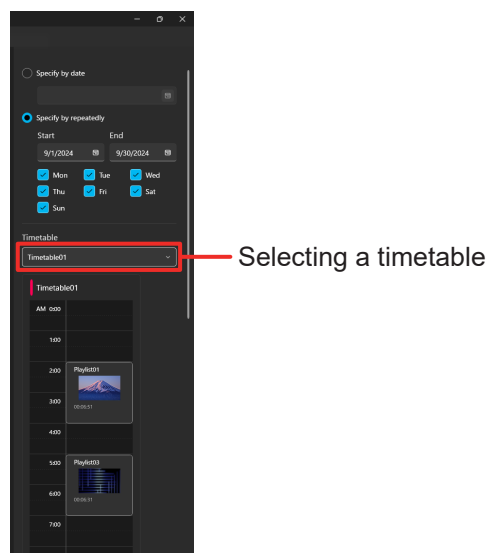 Specify by date
Specify by repeatedly
Start End
9/1/2024 9/30/2024
Mon Tue Wed
Thu Fri Sat
Sun
Timetable
Timetable01
Selecting a timetable
Timetable01
AM 0:00
1:00
2:00 Playlist01
3:00
00:06:51
4:00
5:00 Playlist03
6:00
00:06:31
7:00